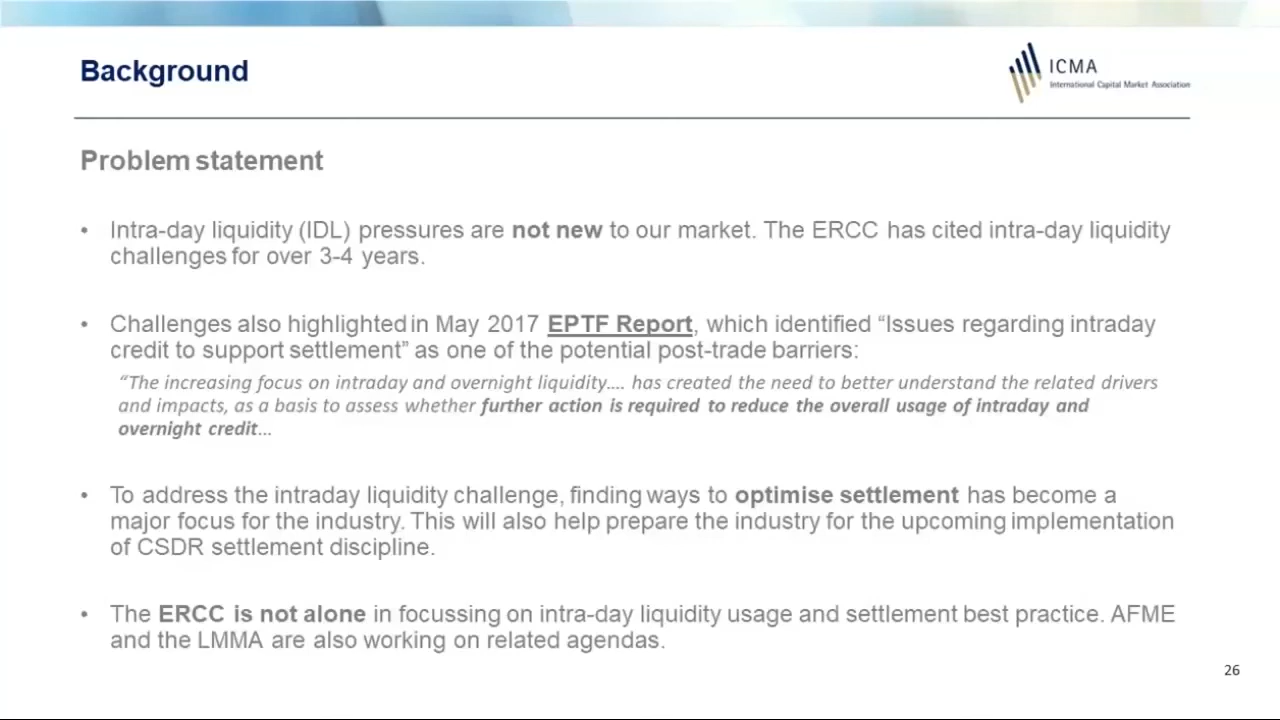 Background
ICMA
International Capital Market Association
Problem statement
• Intra-day liquidity (IDL) pressures are not new to our market. The ERCC has cited intra-day liquidity
challenges for over 3-4 years.
• Challenges also highlighted in May 2017 EPTF Report, which identified “Issues regarding intraday
credit to support settlement” as one of the potential post-trade barriers:
“The increasing focus on intraday and overnight liquidity.... has created the need to better understand the related drivers
and impacts, as a basis to assess whether further action is required to reduce the overall usage of intraday and
overnight credit...
• To address the intraday liquidity challenge, finding ways to optimise settlement has become a
major focus for the industry. This will also help prepare the industry for the upcoming implementation
of CSDR settlement discipline.
• The ERCC is not alone in focussing on intra-day liquidity usage and settlement best practice. AFME
and the LMMA are also working on related agendas.
26